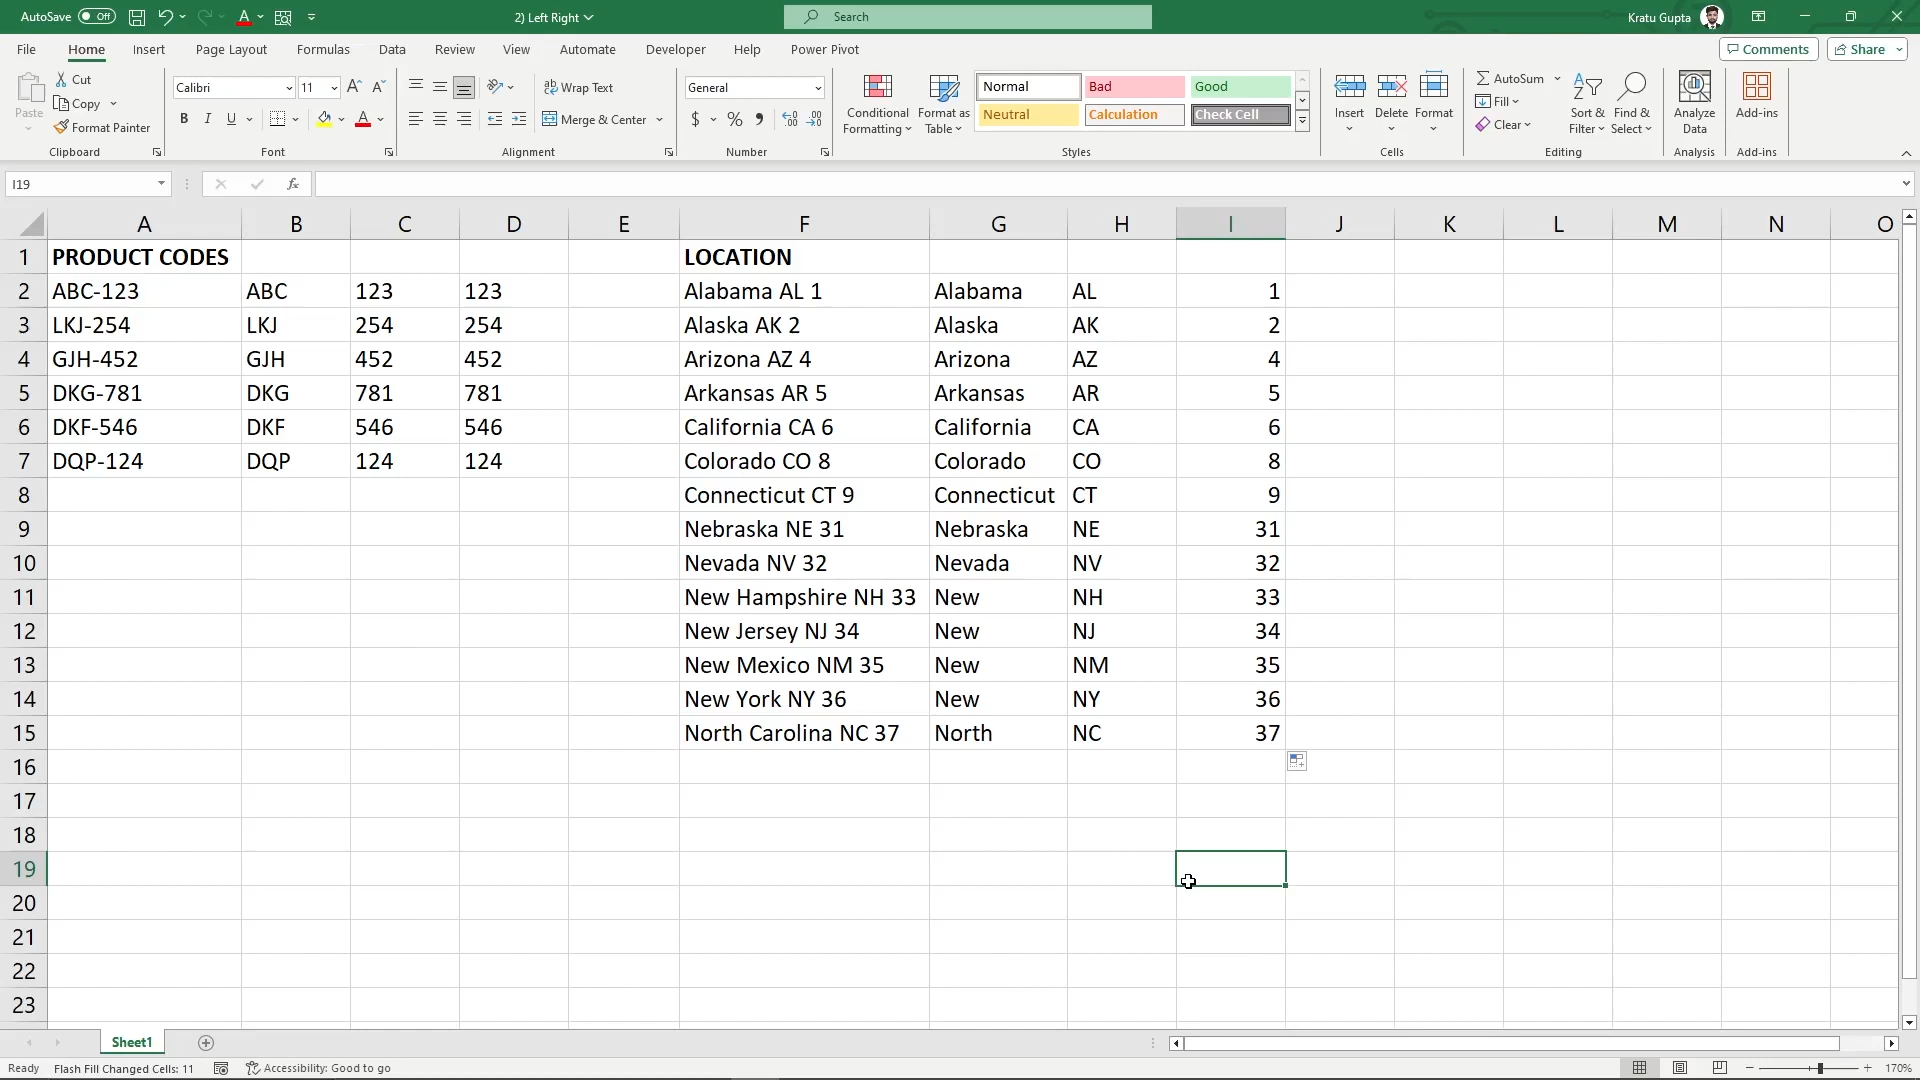 AutoSave Off A 2) Left Right Search Kratu Gupta
File Home Insert Page Layout Formulas Data Review View Automate Developer Help Power Pivot Comments Share
Paste Cut Copy Format Painter Clipboard
Calibri 11 A A B I U A Font
ab Wrap Text Merge & Center Alignment
General $ % Number
Conditional Formatting Format as Table Normal Bad Good Neutral Calculation Check Cell Styles
Insert Delete Format Cells
AutoSum Fill Clear Sort & Filter Find & Select Editing
Analyze Data Analysis
Add-ins Add-ins
I19 fx
A B C D E F G H I J K L M N O
1 PRODUCT CODES LOCATION
2 ABC-123 ABC 123 123 Alabama AL 1 Alabama AL 1
3 LKJ-254 LKJ 254 254 Alaska AK 2 Alaska AK 2
4 GJH-452 GJH 452 452 Arizona AZ 4 Arizona AZ 4
5 DKG-781 DKG 781 781 Arkansas AR 5 Arkansas AR 5
6 DKF-546 DKF 546 546 California CA 6 California CA 6
7 DQP-124 DQP 124 124 Colorado CO 8 Colorado CO 8
8 Connecticut CT 9 Connecticut CT 9
9 Nebraska NE 31 Nebraska NE 31
10 Nevada NV 32 Nevada NV 32
11 New Hampshire NH 33 New NH 33
12 New Jersey NJ 34 New NJ 34
13 New Mexico NM 35 New NM 35
14 New York NY 36 New NY 36
15 North Carolina NC 37 North NC 37
16
17
18
19
20
21
22
23
Sheet1
Ready Flash Fill Changed Cells: 11 Accessibility: Good to go 170%